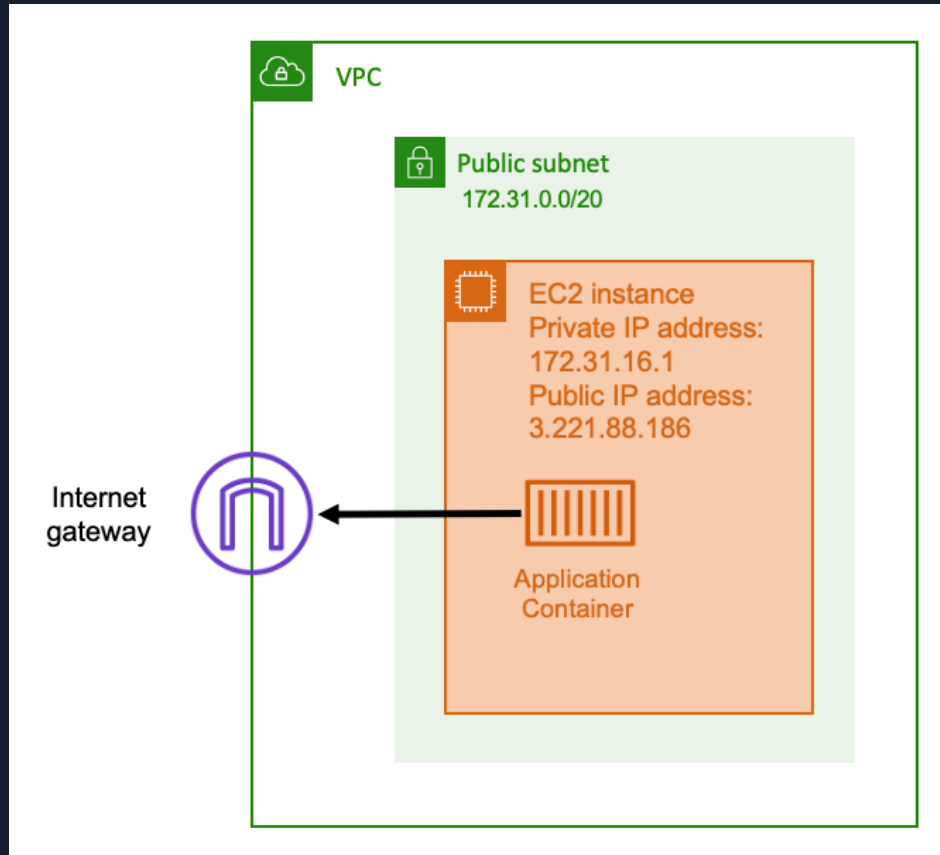 VPC
Public subnet
172.31.0.0/20
EC2 instance
Private IP address:
172.31.16.1
Public IP address:
3.221.88.186
Internet
gateway
Application
Container